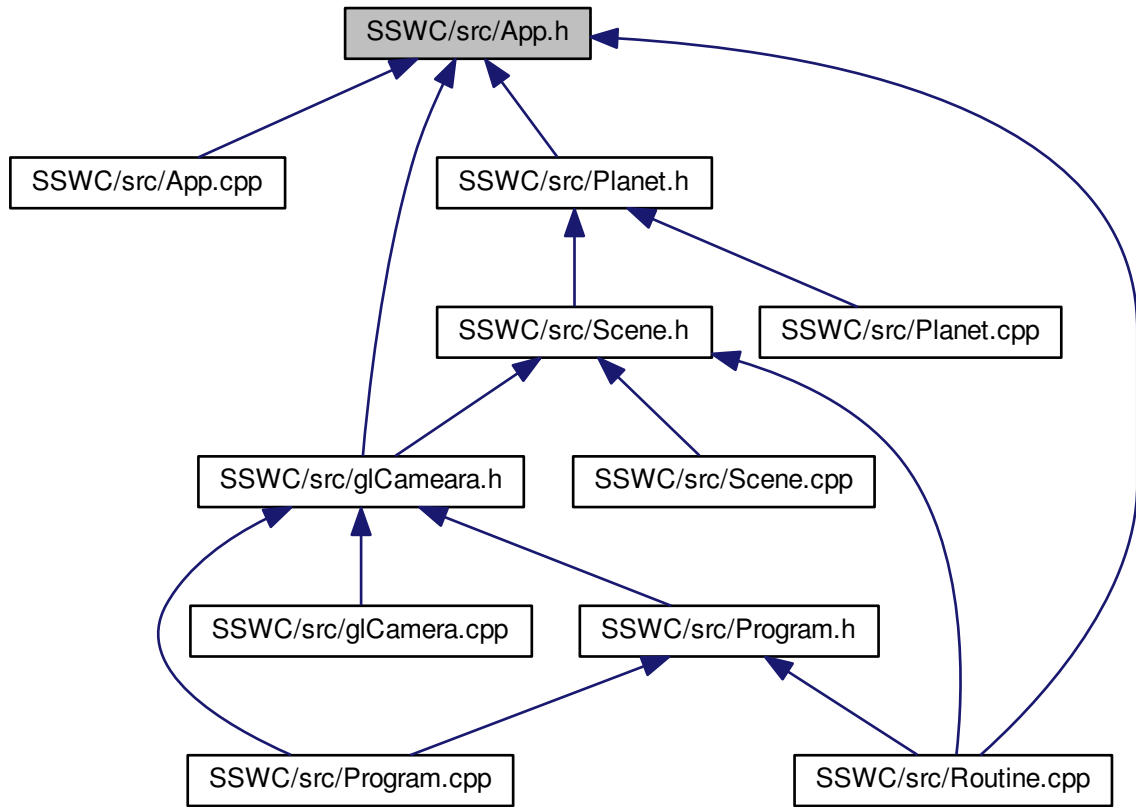 SSWC/src/App.h
SSWC/src/App.cpp
SSWC/src/Planet.h
SSWC/src/Scene.h
SSWC/src/Planet.cpp
SSWC/src/glCameara.h
SSWC/src/Scene.cpp
SSWC/src/glCamera.cpp
SSWC/src/Program.h
SSWC/src/Program.cpp
SSWC/src/Routine.cpp